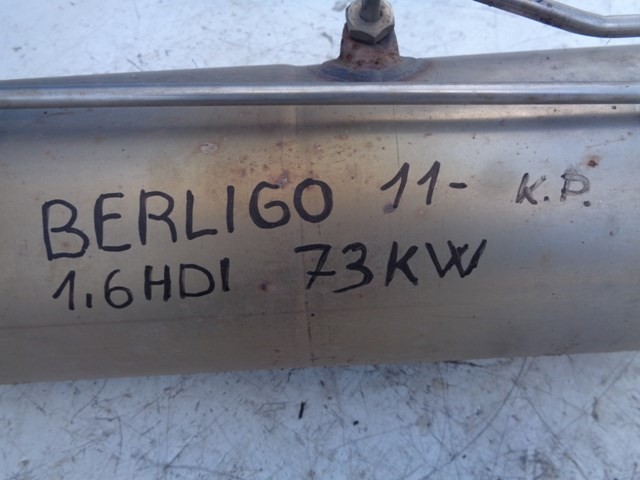 BERLIGO 11- K.P.
1.6HDI 73KW